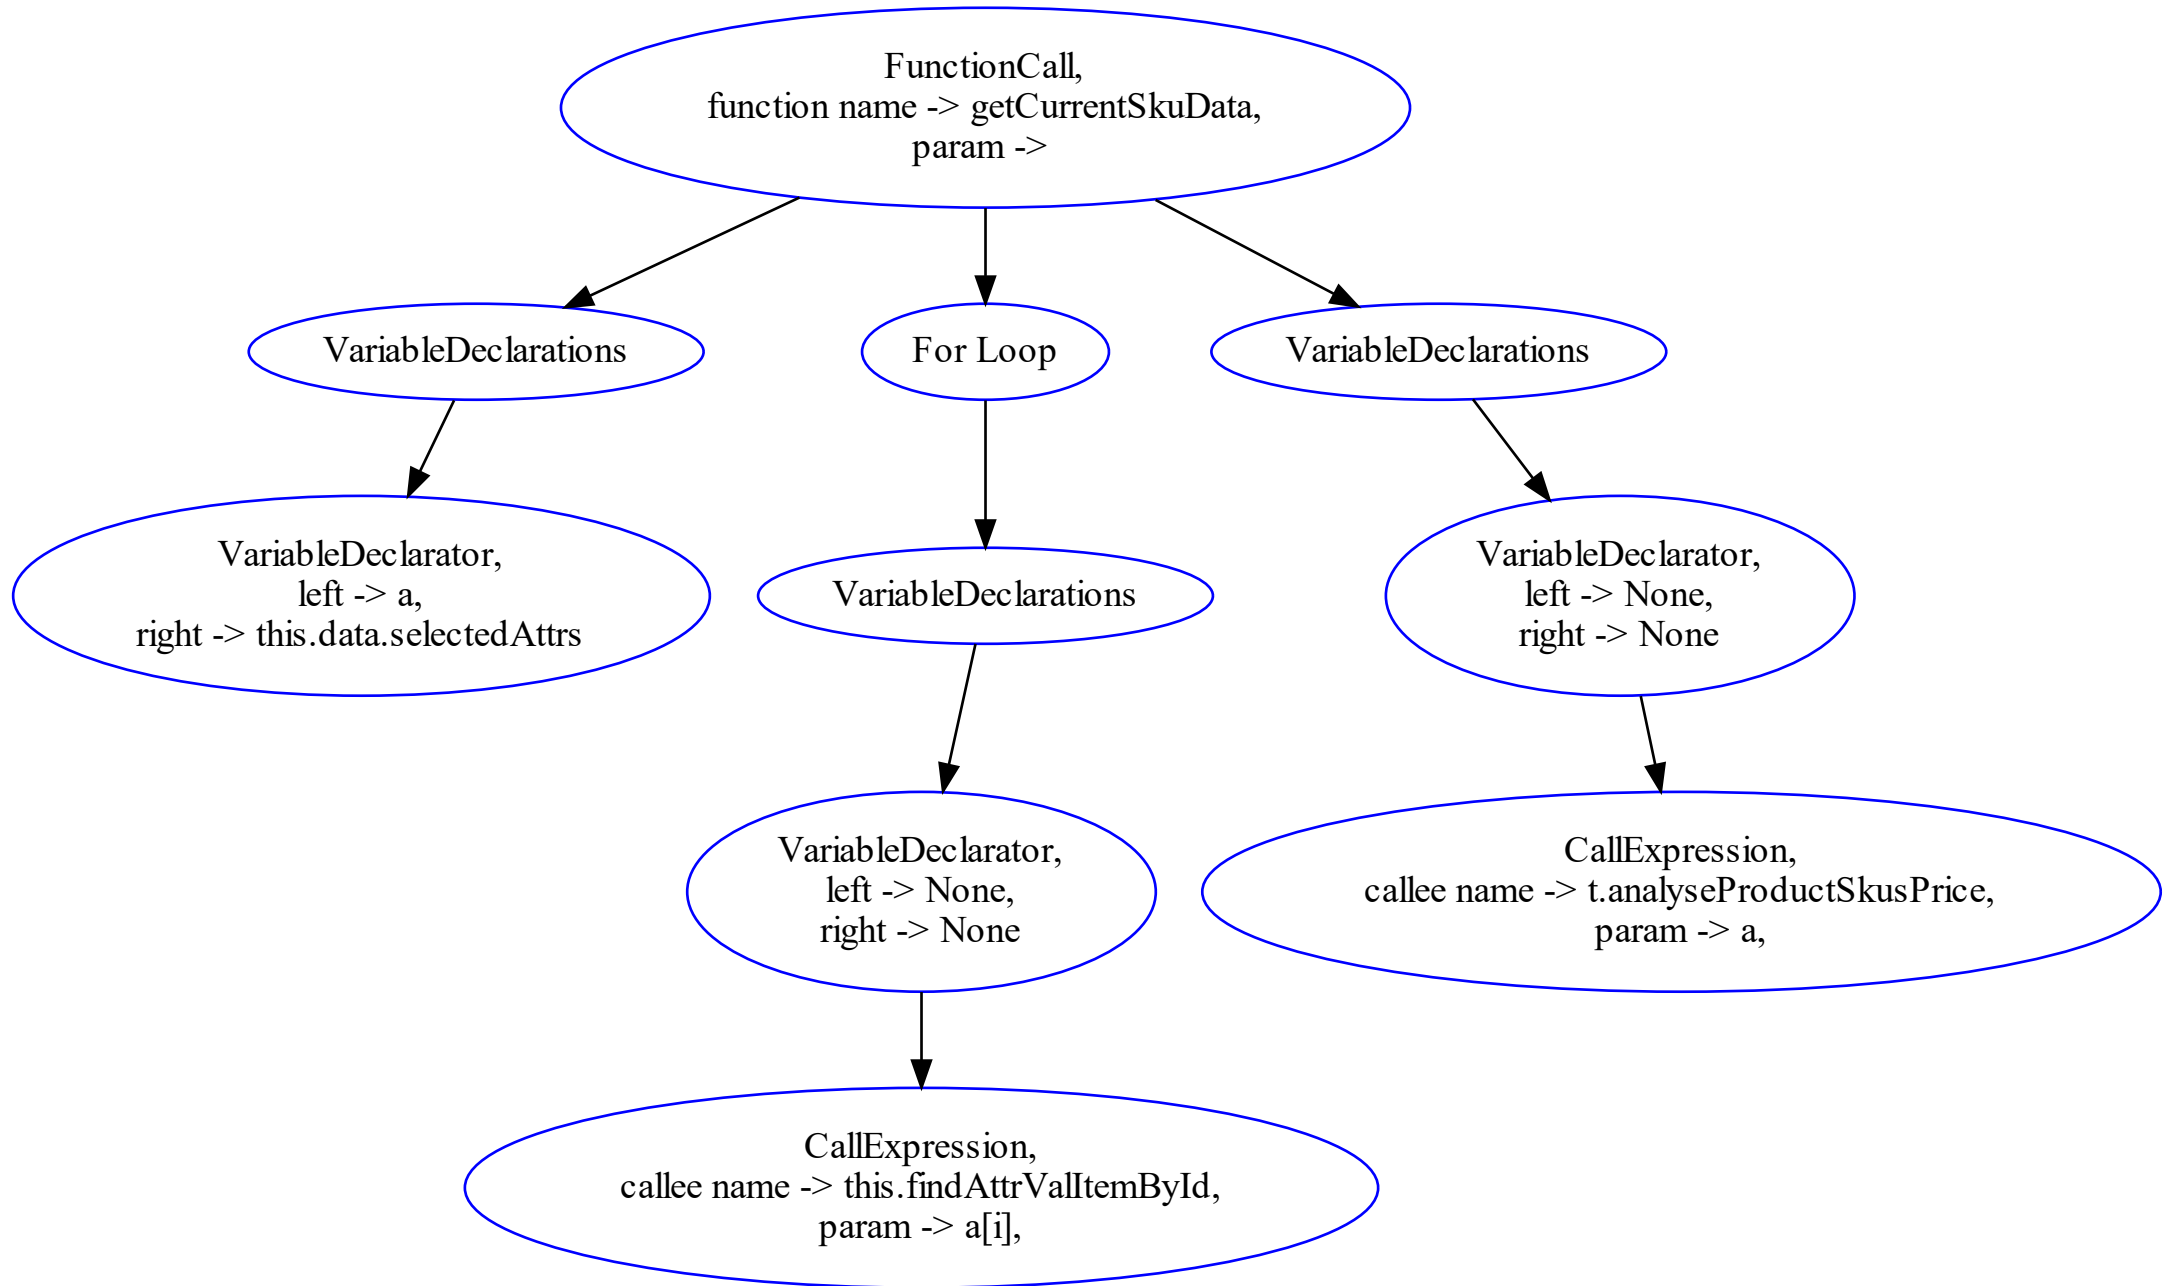 FunctionCall,
function name -> getCurrentSkuData,
param ->
VariableDeclarations
For Loop
VariableDeclarations
VariableDeclarator,
left -> a,
right -> this.data.selectedAttrs
VariableDeclarations
VariableDeclarator,
left -> None,
right -> None
VariableDeclarator,
left -> None,
right -> None
CallExpression,
callee name -> t.analyseProductSkusPrice,
param -> a,
CallExpression,
callee name -> this.findAttrValItemById,
param -> a[i],